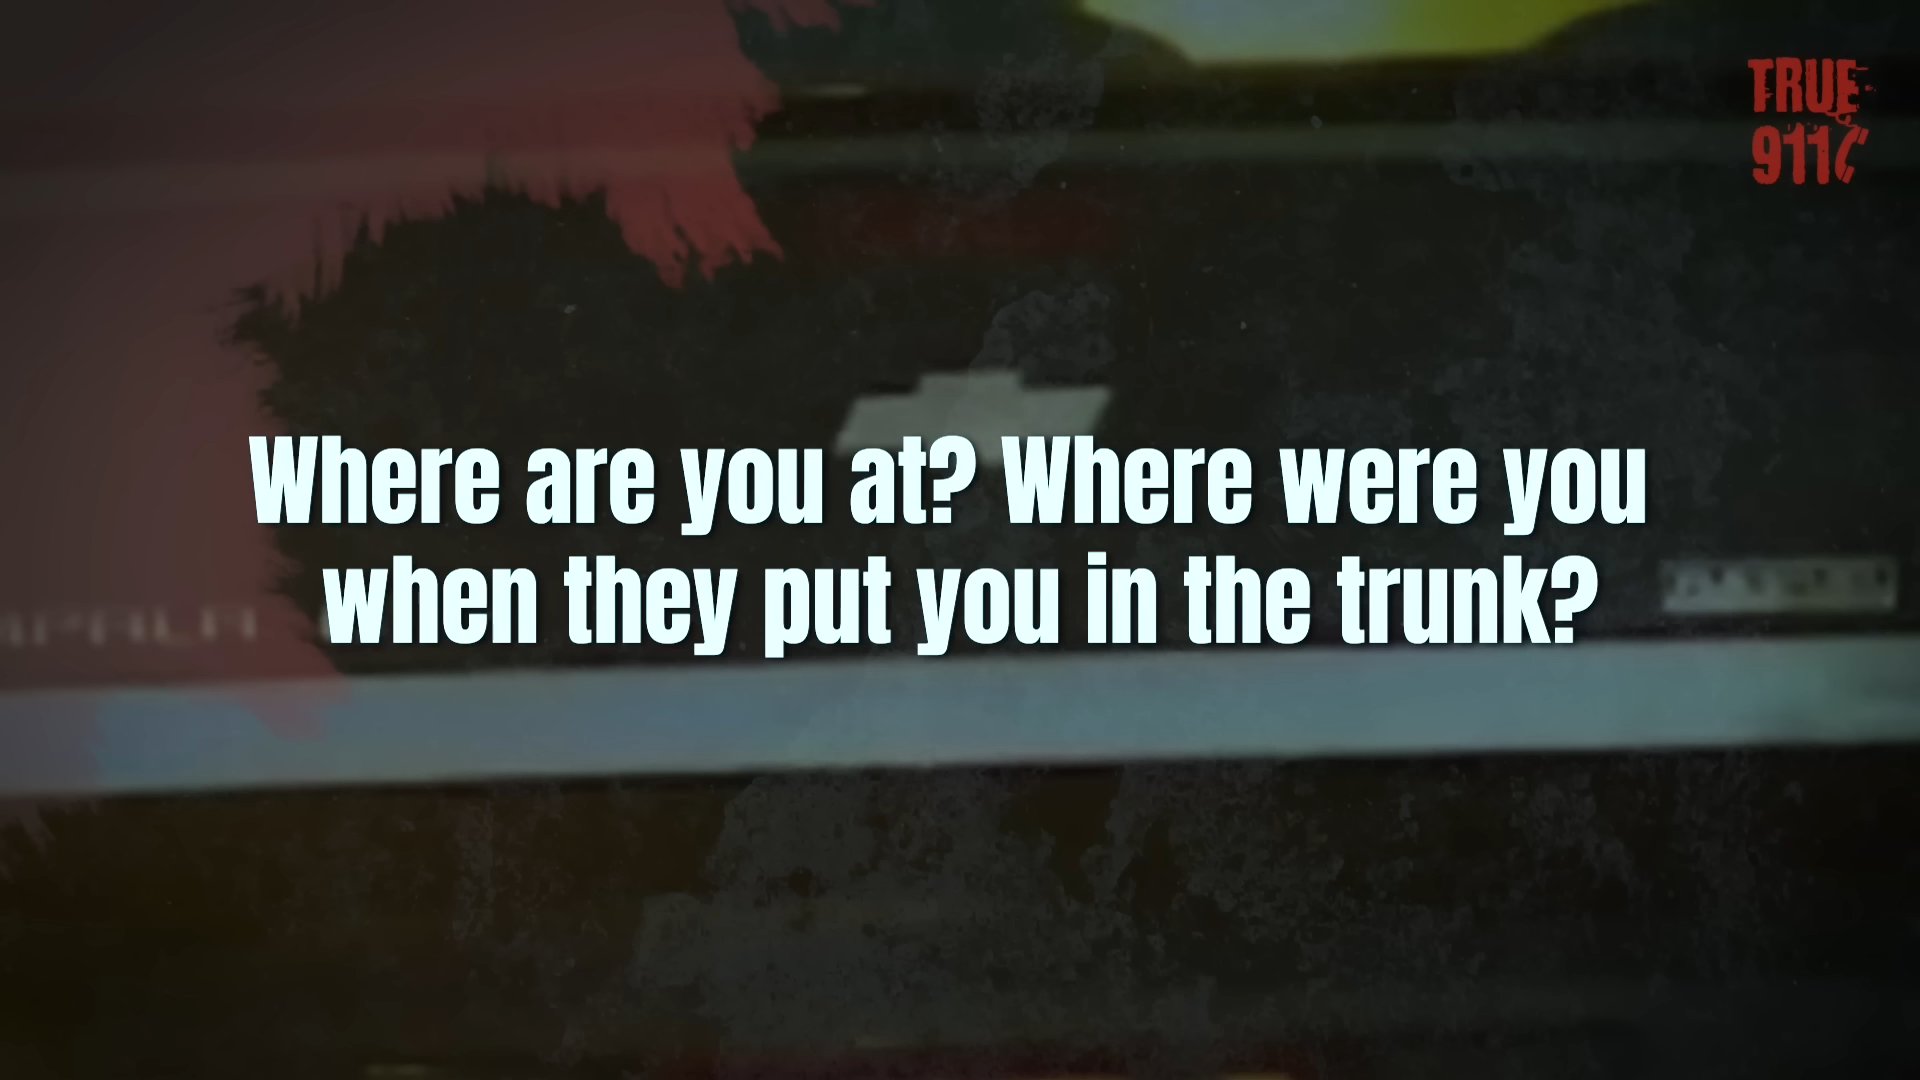 TRUE
911
Where are you at? Where were you
when they put you in the trunk?